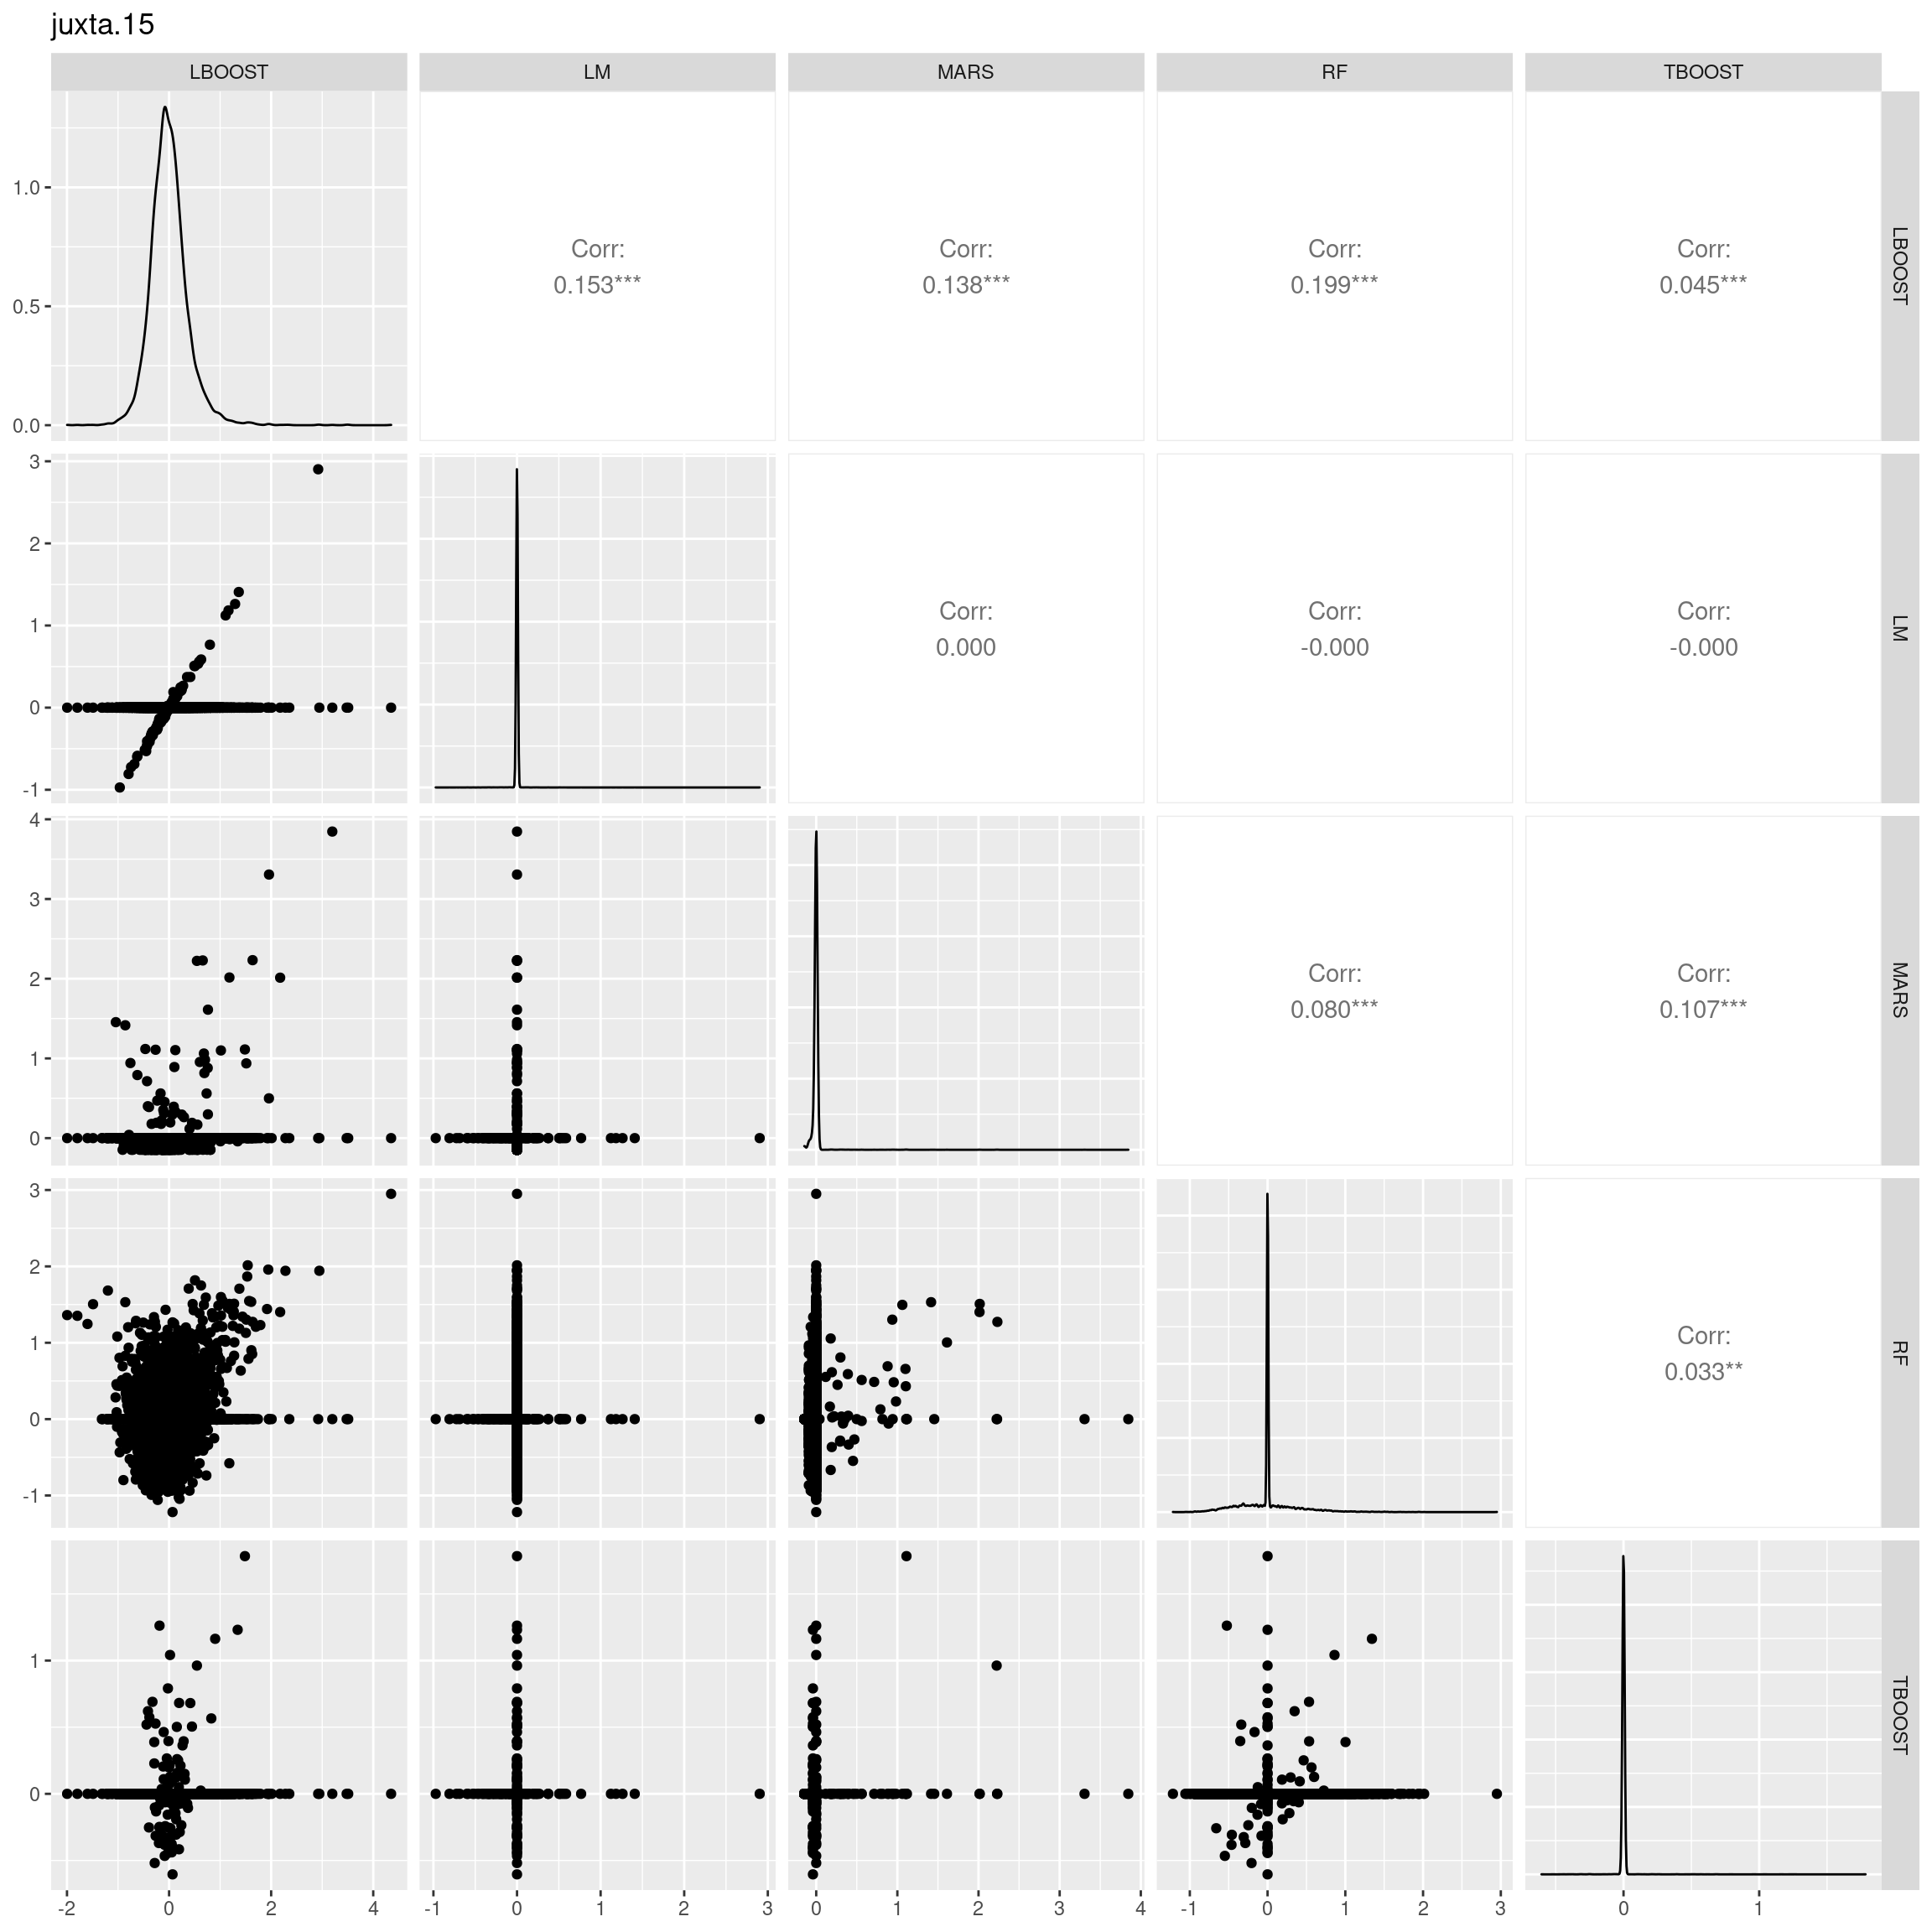 juxta.15
LBOOST LM MARS RF TBOOST
1.0
0.5
0.0
Corr:
0.153***
Corr:
0.138***
Corr:
0.199***
Corr:
0.045***
LBOOST
3
2
1
0
-1
Corr:
0.000
Corr:
-0.000
Corr:
-0.000
LM
4
3
2
1
0
Corr:
0.080***
Corr:
0.107***
MARS
3
2
1
0
-1
Corr:
0.033**
RF
1
0
TBOOST
-2 0 2 4 -1 0 1 2 3 0 1 2 3 4 -1 0 1 2 3 0 1